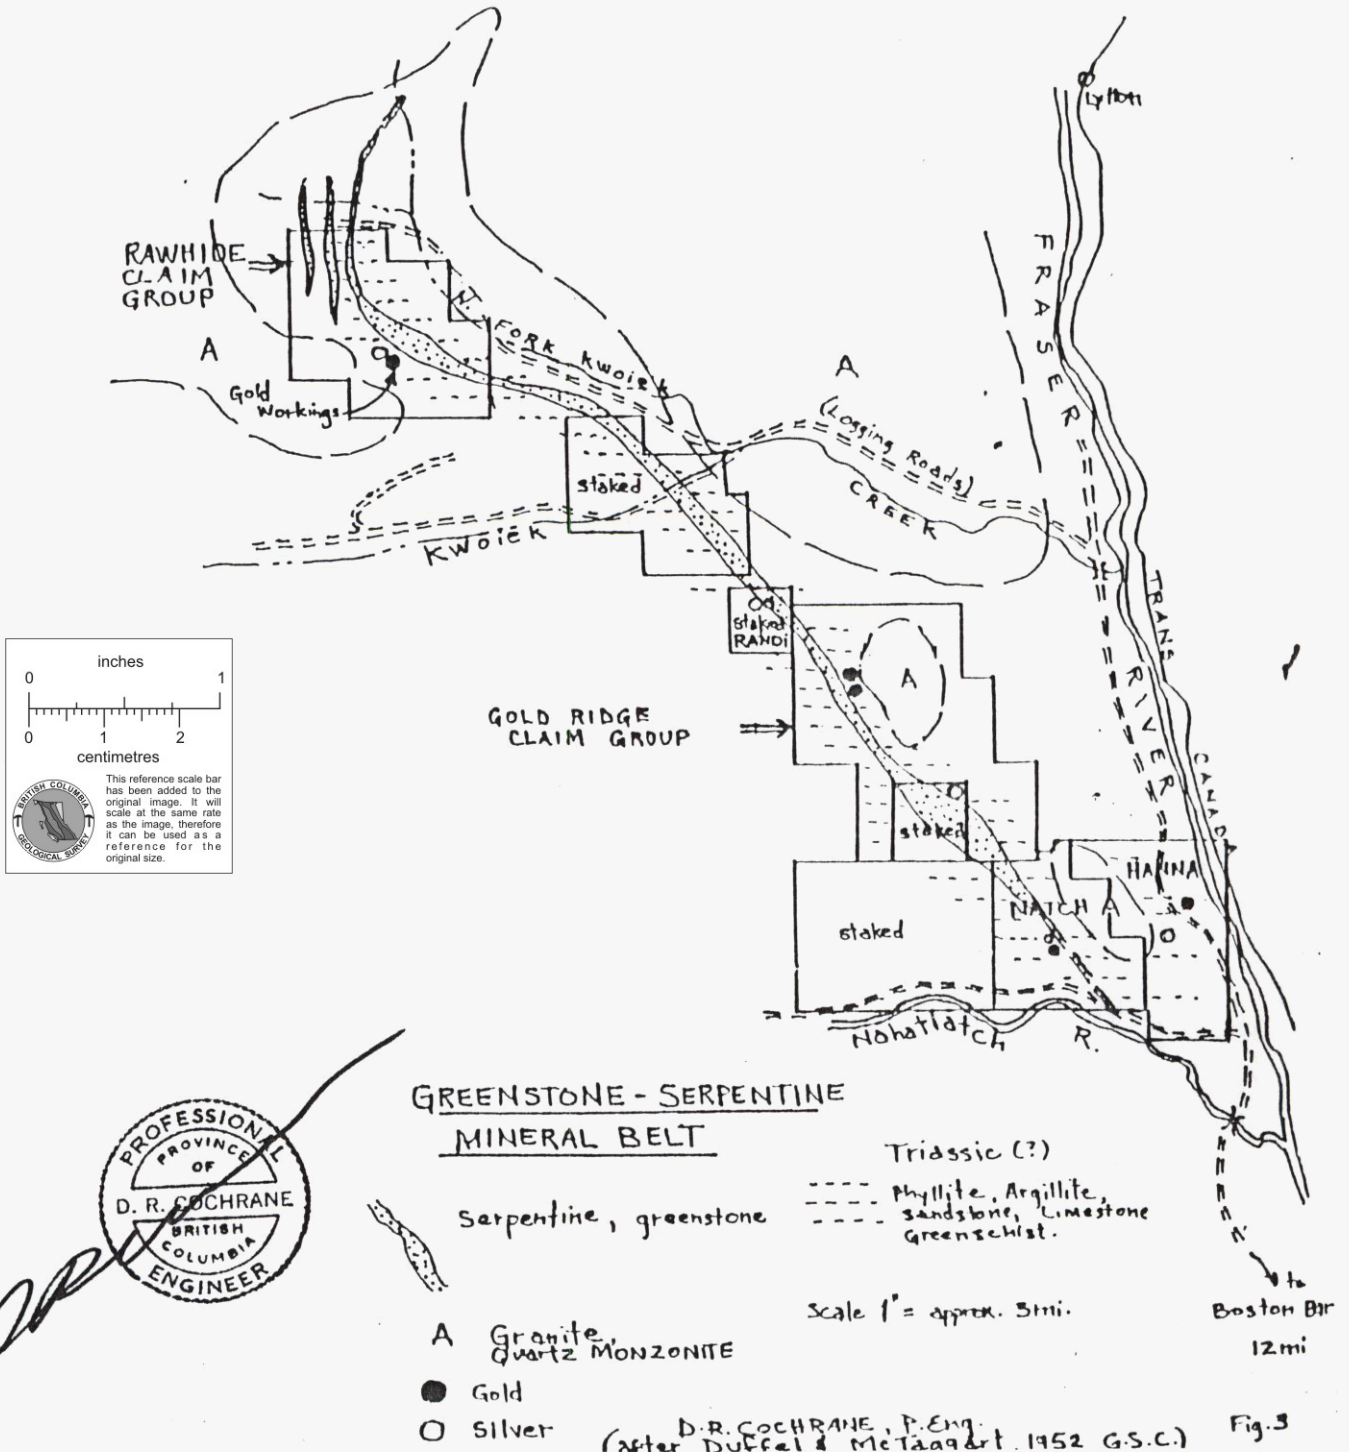 Lytton
FRASER
RIVER
TRANS
CANADA
RAWHIDE
CLAIM
GROUP
A
Gold
Workings
N.
FORK KWOIEK
A
(Logging Roads)
CREEK
KWOIEK
staked
staked
RANDI
A
GOLD RIDGE
CLAIM GROUP
staked
staked
NATCH A
HANNA
Nahatlatch R.
inches
0 1
0 1 2
centimetres
BRITISH COLUMBIA
GEOLOGICAL SURVEY
This reference scale bar
has been added to the
original image. It will
scale at the same rate
as the image, therefore
it can be used as a
reference for the
original size.
GREENSTONE - SERPENTINE
MINERAL BELT
PROFESSIONAL
PROVINCE
OF
D. R. COCHRANE
BRITISH
COLUMBIA
ENGINEER
Serpentine, greenstone
Triassic (?)
Phyllite, Argillite,
sandstone, Limestone
Greenschist.
Scale 1" = approx. 3mi.
to
Boston Bar
12mi
A Granite,
Quartz MONZONITE
Gold
Silver
D.R. COCHRANE, P.Eng.
(after Duffel & McTaggart 1952 G.S.C.)
Fig.3